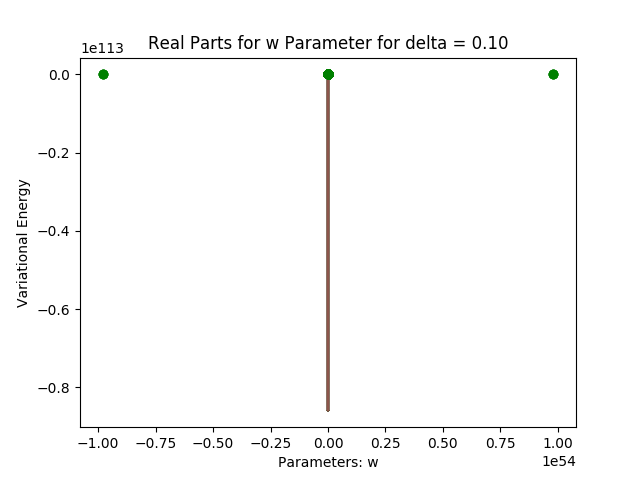 Real Parts for w Parameter for delta = 0.10
1e113
0.0
−0.2
−0.4
−0.6
−0.8
Variational Energy
−1.00 −0.75 −0.50 −0.25 0.00 0.25 0.50 0.75 1.00
1e54
Parameters: w